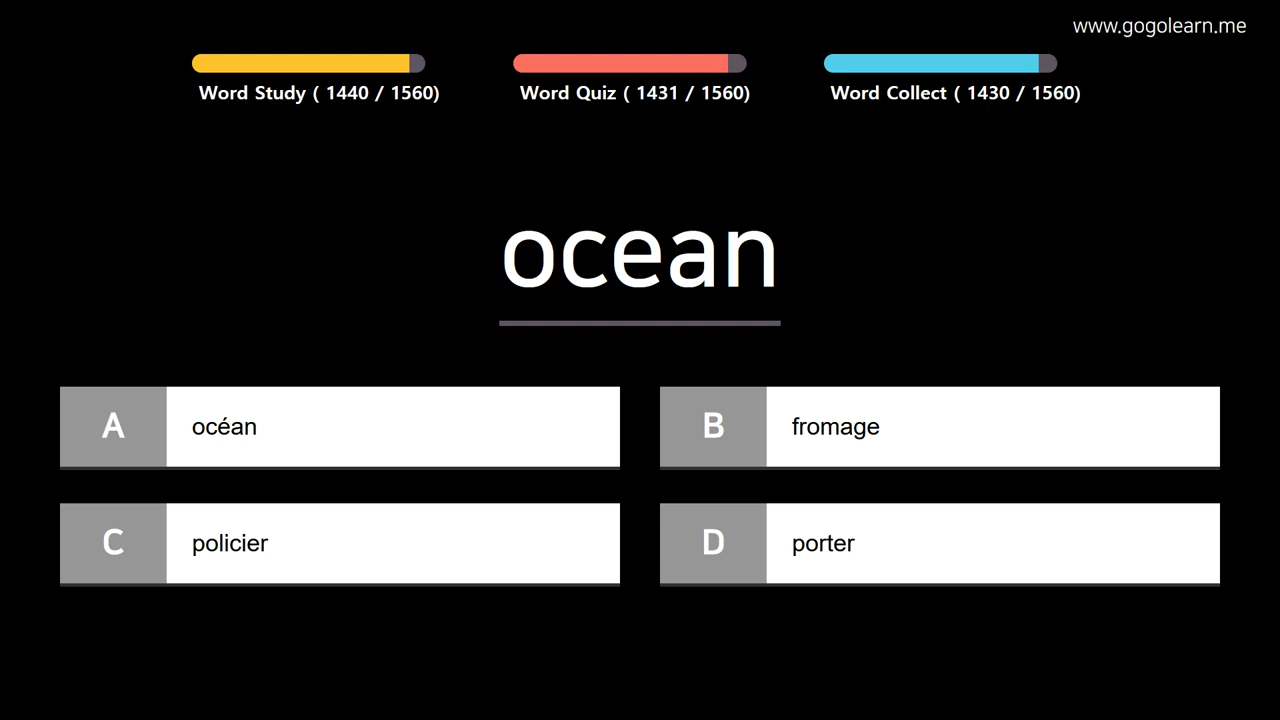 www.gogolearn.me
Word Study ( 1440 / 1560)
Word Quiz ( 1431 / 1560)
Word Collect ( 1430 / 1560)
ocean
A océan
B fromage
C policier
D porter